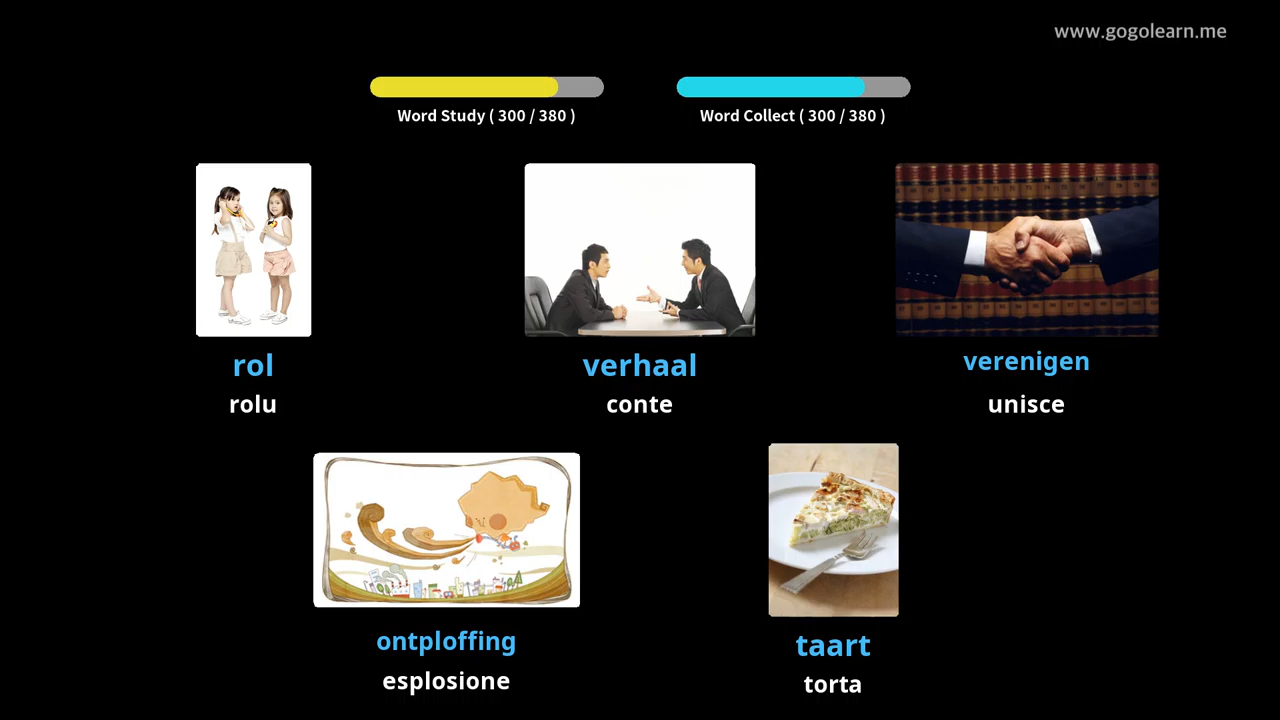 www.gogolearn.me
Word Study ( 300 / 380 )
Word Collect ( 300 / 380 )
rol
rolu
verhaal
conte
verenigen
unisce
ontploffing
esplosione
taart
torta